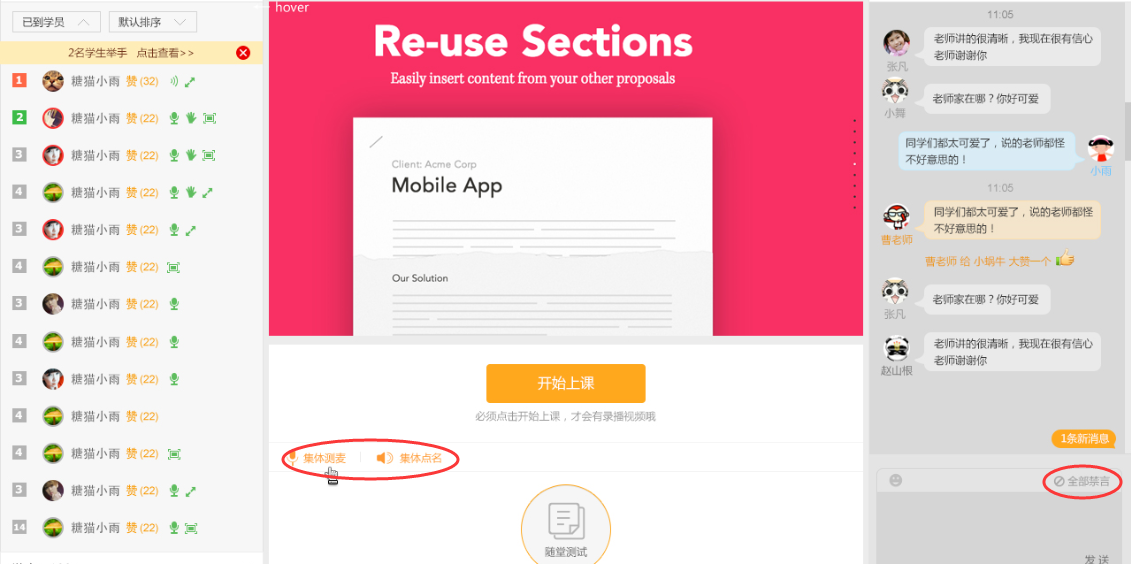 已到学员
默认排序
2名学生举手 点击查看>>
1 糖猫小雨 赞(32)
2 糖猫小雨 赞(22)
3 糖猫小雨 赞(22)
4 糖猫小雨 赞(22)
3 糖猫小雨 赞(22)
4 糖猫小雨 赞(22)
3 糖猫小雨 赞(22)
4 糖猫小雨 赞(22)
3 糖猫小雨 赞(22)
4 糖猫小雨 赞(22)
4 糖猫小雨 赞(22)
3 糖猫小雨 赞(22)
14 糖猫小雨 赞(22)
hover
Re-use Sections
Easily insert content from your other proposals
Client: Acme Corp
Mobile App
Our Solution
开始上课
必须点击开始上课，才会有录播视频哦
集体测麦
集体点名
随堂测试
11:05
老师讲的很清晰，我现在很有信心
老师谢谢你
张凡
老师家在哪？你好可爱
小舞
同学们都太可爱了，说的老师都怪
不好意思的！
小雨
11:05
同学们都太可爱了，说的老师都怪
不好意思的！
曹老师
曹老师 给 小蜗牛 大赞一个
老师家在哪？你好可爱
张凡
老师讲的很清晰，我现在很有信心
老师谢谢你
赵山根
1条新消息
全部禁言
发 送